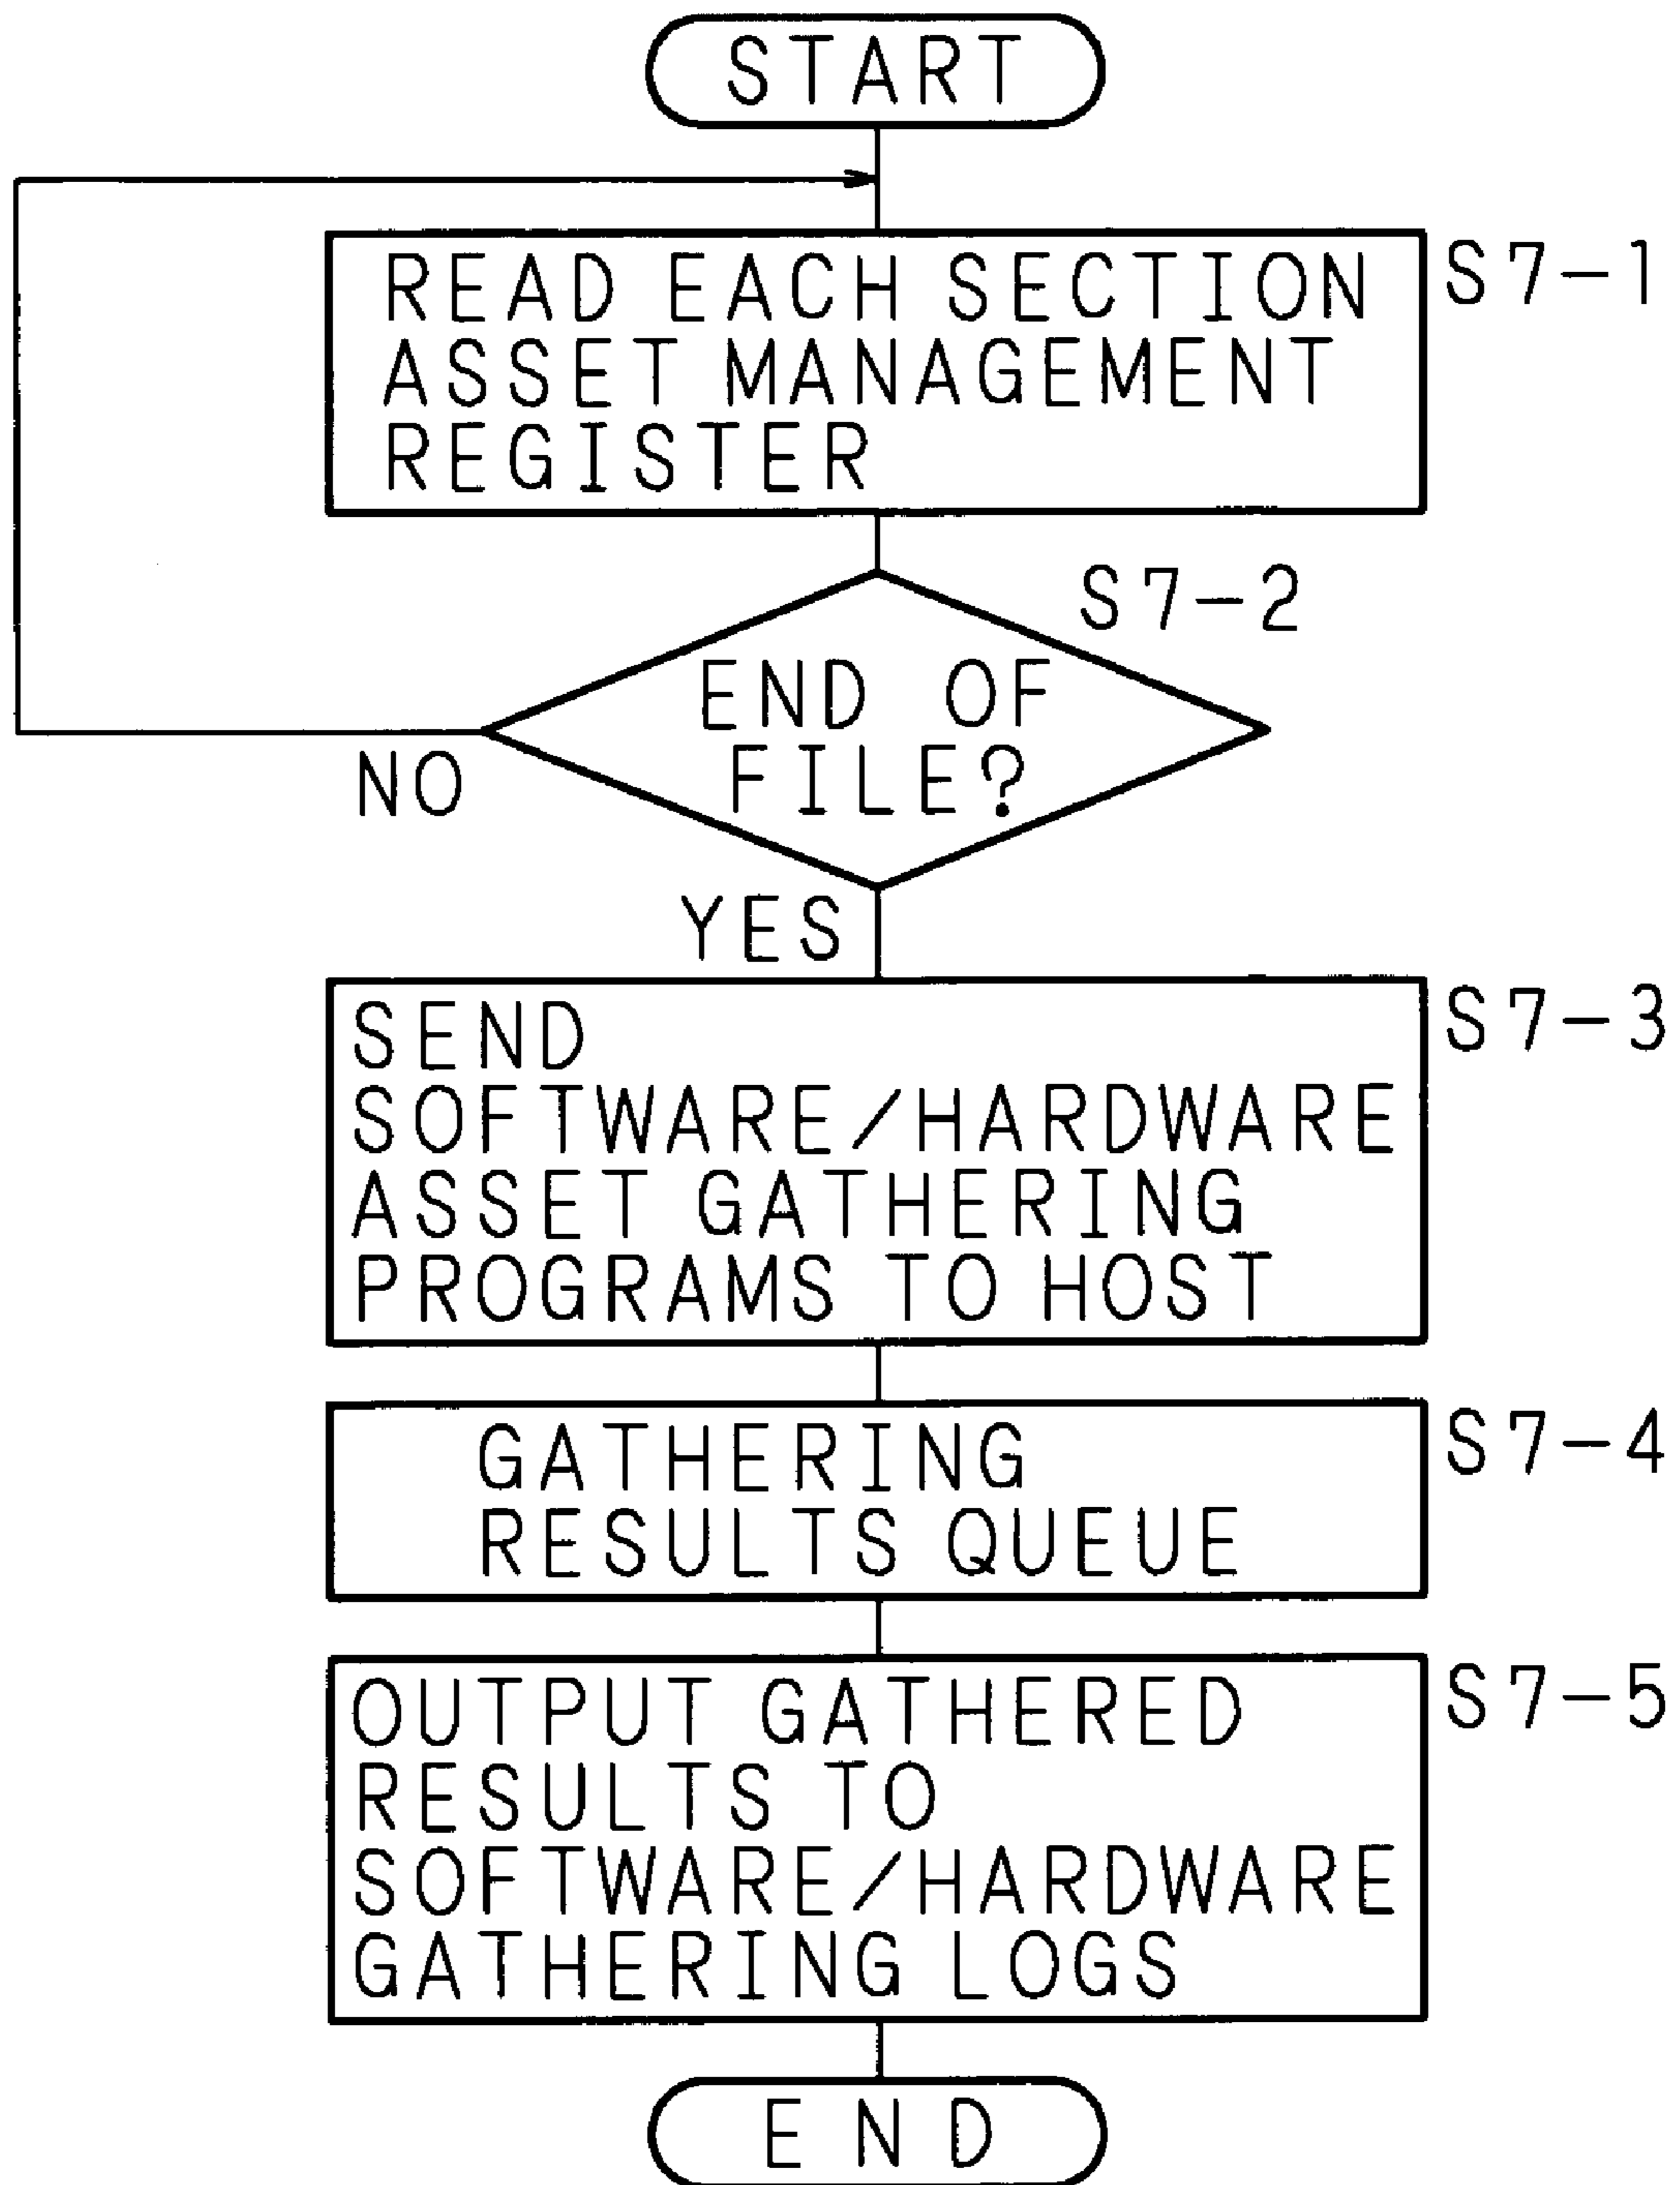 START
READ EACH SECTION
ASSET MANAGEMENT
REGISTER
S7-1
S7-2
END OF
FILE?
NO
YES
SEND
SOFTWARE/HARDWARE
ASSET GATHERING
PROGRAMS TO HOST
S7-3
GATHERING
RESULTS QUEUE
S7-4
OUTPUT GATHERED
RESULTS TO
SOFTWARE/HARDWARE
GATHERING LOGS
S7-5
END